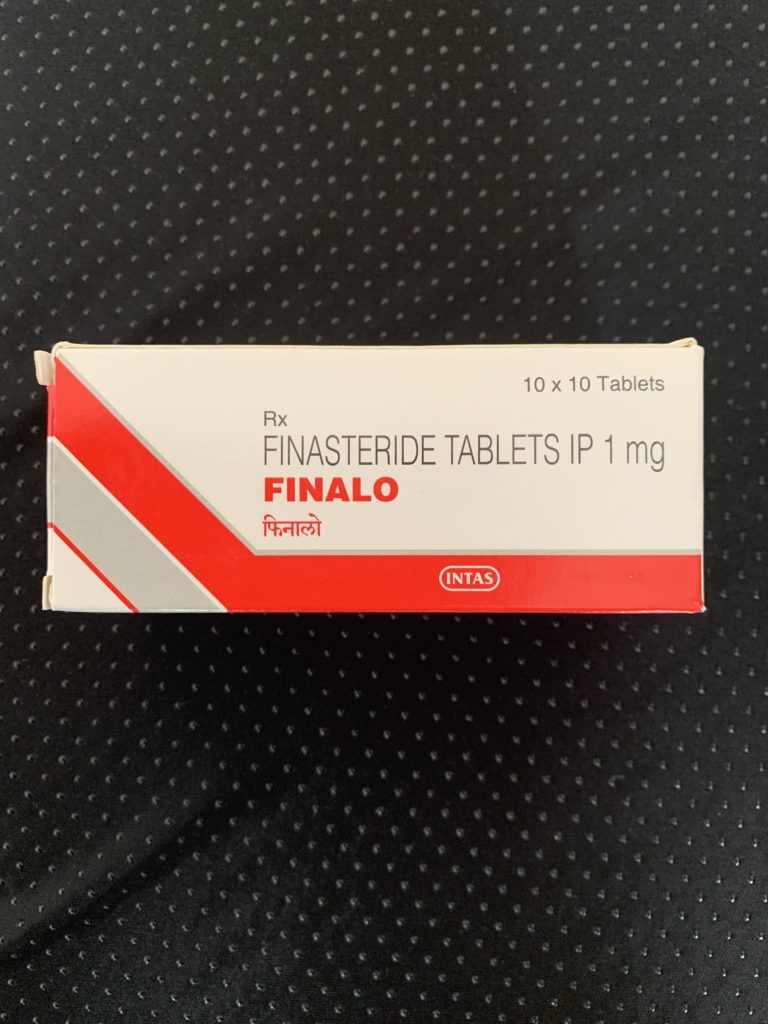 10 x 10 Tablets
Rx
FINASTERIDE TABLETS IP 1 mg
FINALO
फिनालो
INTAS